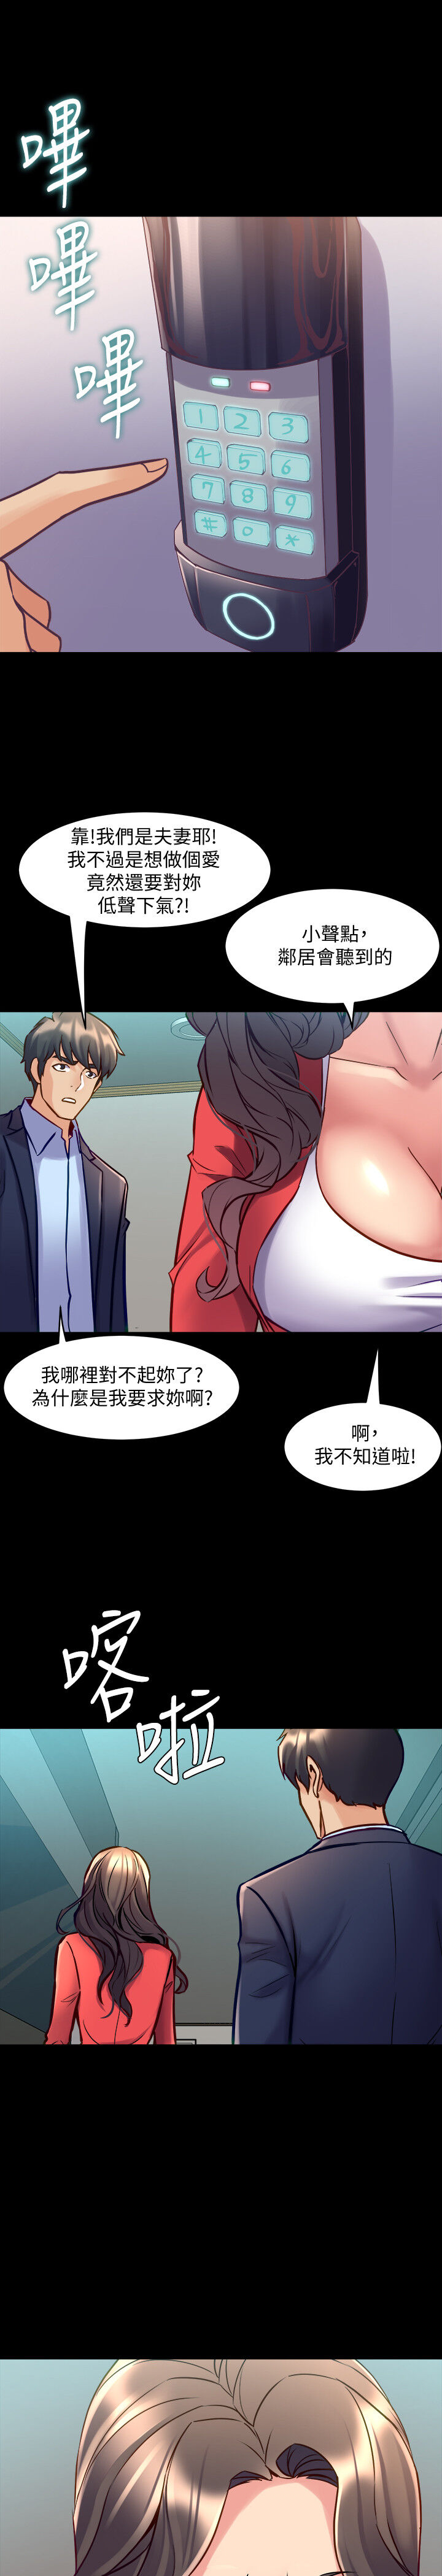 嗶
嗶
嗶
1 2 3
4 5 6
7 8 9
# 0 *
靠!我們是夫妻耶!
我不過是想做個愛
竟然還要對妳
低聲下氣?!
小聲點,
鄰居會聽到的
我哪裡對不起妳了?
為什麼是我要求妳啊?
啊,
我不知道啦!
喀
啦